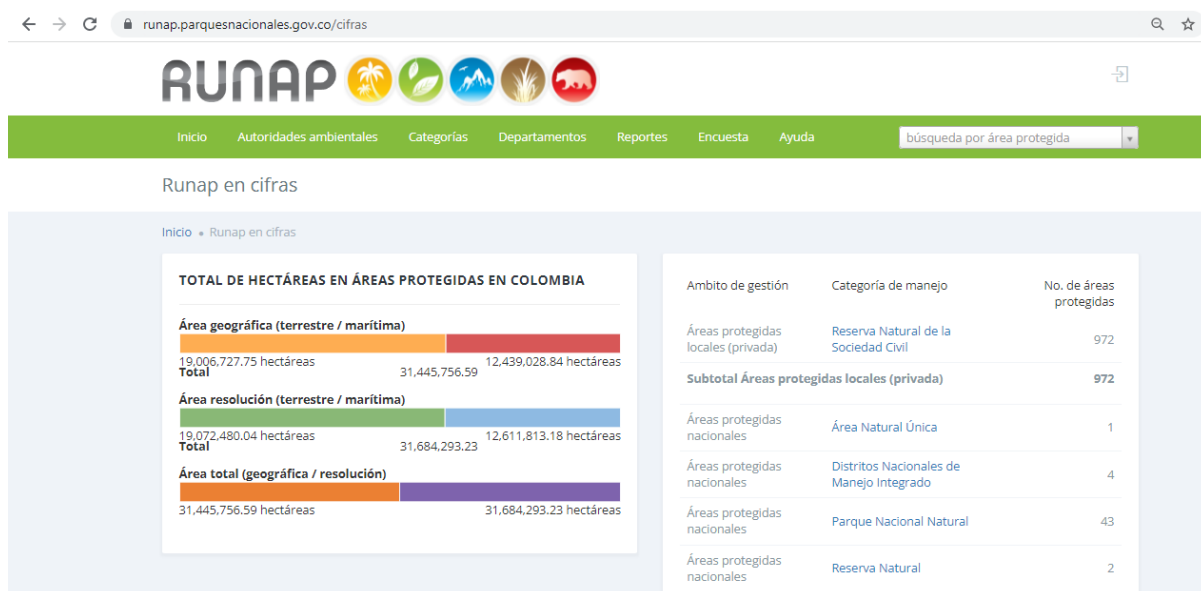 runap.parquesnacionales.gov.co/cifras
RUNAP
Inicio Autoridades ambientales Categorías Departamentos Reportes Encuesta Ayuda búsqueda por área protegida
Runap en cifras
Inicio • Runap en cifras
TOTAL DE HECTÁREAS EN ÁREAS PROTEGIDAS EN COLOMBIA
Área geográfica (terrestre / marítima)
19,006,727.75 hectáreas 12,439,028.84 hectáreas
Total 31,445,756.59
Área resolución (terrestre / marítima)
19,072,480.04 hectáreas 12,611,813.18 hectáreas
Total 31,684,293.23
Área total (geográfica / resolución)
31,445,756.59 hectáreas 31,684,293.23 hectáreas
Ambito de gestión Categoría de manejo No. de áreas
protegidas
Áreas protegidas Reserva Natural de la
locales (privada) Sociedad Civil 972
Subtotal Áreas protegidas locales (privada) 972
Áreas protegidas
nacionales Área Natural Única 1
Áreas protegidas Distritos Nacionales de
nacionales Manejo Integrado 4
Áreas protegidas
nacionales Parque Nacional Natural 43
Áreas protegidas
nacionales Reserva Natural 2